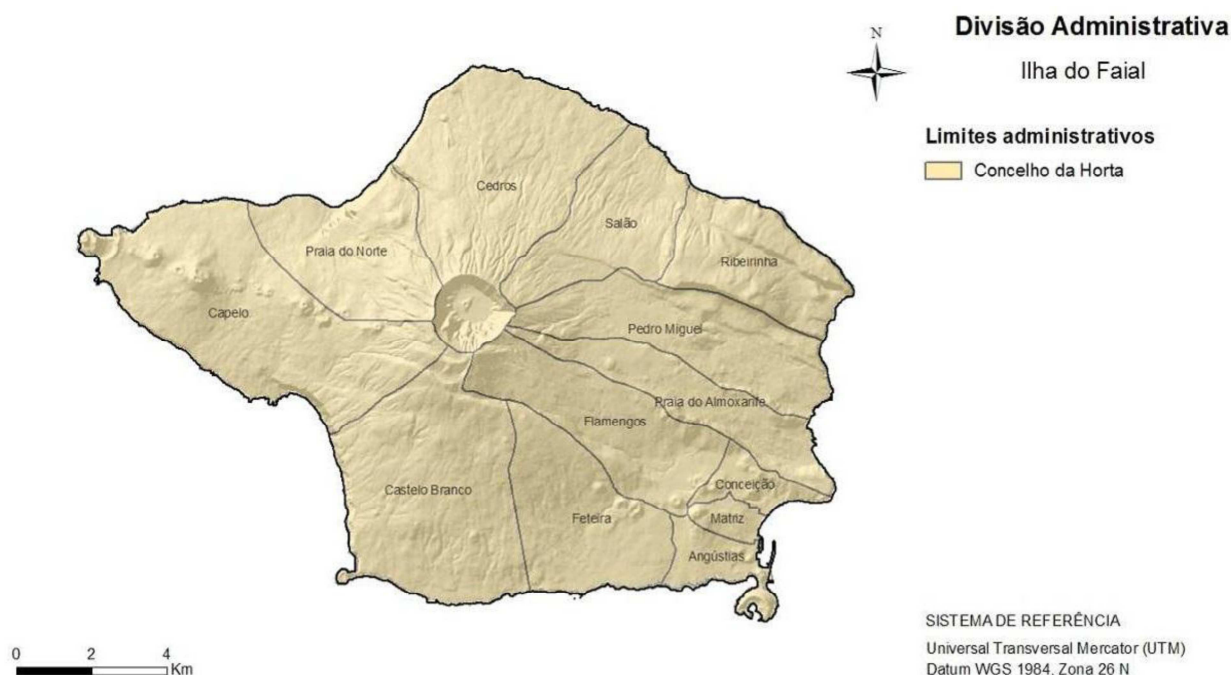 Divisão Administrativa
N
Ilha do Faial
Limites administrativos
Concelho da Horta
Cedros
Salão
Praia do Norte
Ribeirinha
Capelo
Pedro Miguel
Praia do Almoxarife
Flamengos
Conceição
Castelo Branco
Feteira
Matriz
Angústias
SISTEMA DE REFERÊNCIA
Universal Transversal Mercator (UTM)
Datum WGS 1984, Zona 26 N
0 2 4
Km